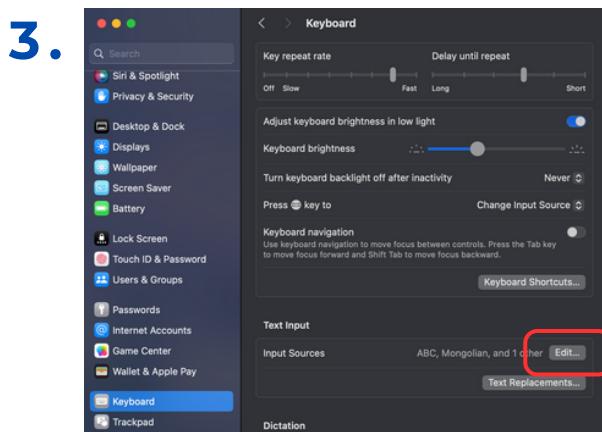 3.
Keyboard
Search
Siri & Spotlight
Privacy & Security
Desktop & Dock
Displays
Wallpaper
Screen Saver
Battery
Lock Screen
Touch ID & Password
Users & Groups
Passwords
Internet Accounts
Game Center
Wallet & Apple Pay
Keyboard
Trackpad
Key repeat rate Delay until repeat
Off Slow Fast Long Short
Adjust keyboard brightness in low light
Keyboard brightness
Turn keyboard backlight off after inactivity Never
Press key to Change Input Source
Keyboard navigation
Use keyboard navigation to move focus between controls. Press the Tab key
to move focus forward and Shift Tab to move focus backward.
Keyboard Shortcuts...
Text Input
Input Sources ABC, Mongolian, and 1 other Edit...
Text Replacements...
Dictation